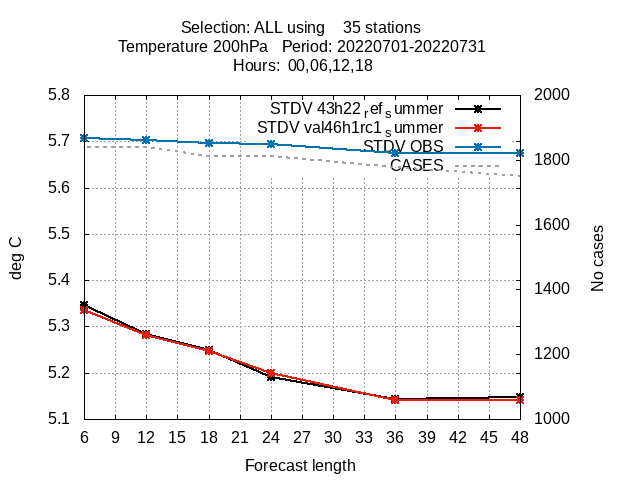 Selection: ALL using    35 stations
Temperature 200hPa   Period: 20220701-20220731
Hours:  00,06,12,18
STDV 43h22_ref_summer
STDV val46h1rc1_summer
STDV OBS
CASES
5.8
5.7
5.6
5.5
5.4
5.3
5.2
5.1
2000
1800
1600
1400
1200
1000
deg C
No cases
6 9 12 15 18 21 24 27 30 33 36 39 42 45 48
Forecast length